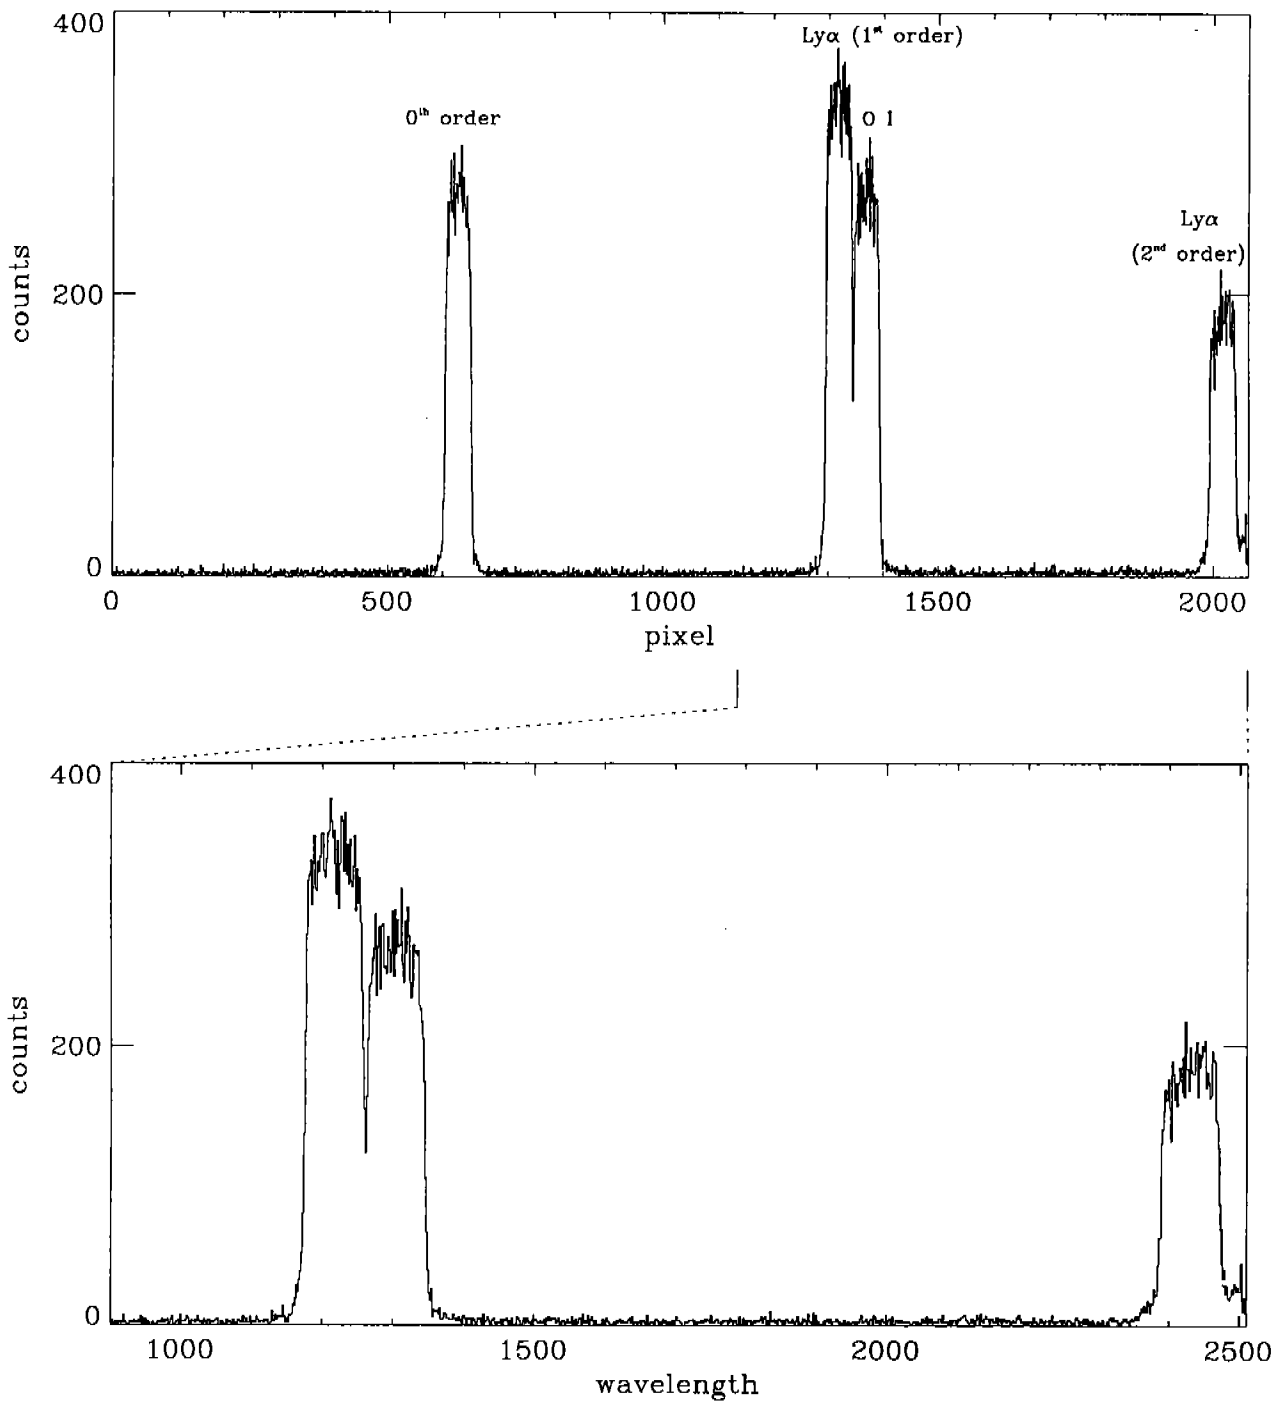 400
Lyα (1st order)
0th order
O I
Lyα
(2nd order)
counts
200
0
0 500 1000 1500 2000
pixel
400
counts
200
0
1000 1500 2000 2500
wavelength